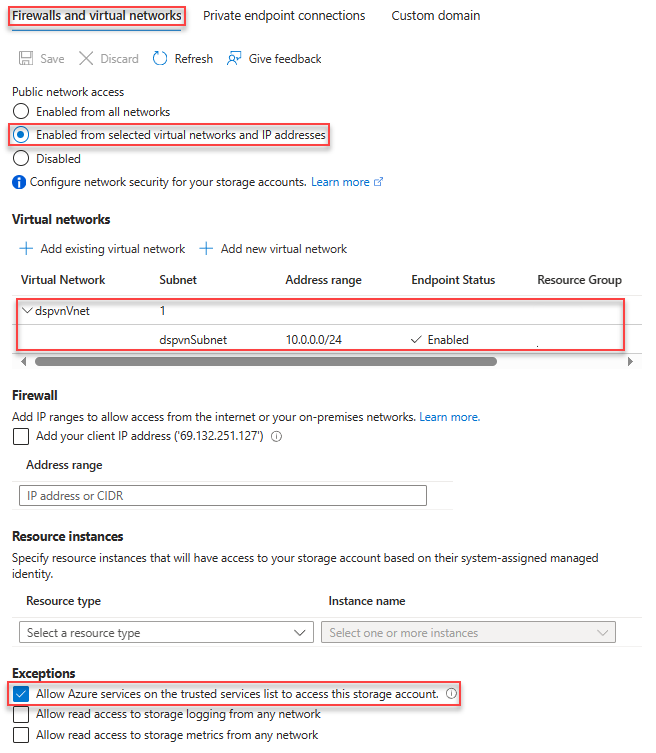 Firewalls and virtual networks Private endpoint connections Custom domain
Save Discard Refresh Give feedback
Public network access
Enabled from all networks
Enabled from selected virtual networks and IP addresses
Disabled
Configure network security for your storage accounts. Learn more
Virtual networks
Add existing virtual network Add new virtual network
Virtual Network Subnet Address range Endpoint Status Resource Group
dspvnVnet 1
dspvnSubnet 10.0.0.0/24 Enabled
Firewall
Add IP ranges to allow access from the internet or your on-premises networks. Learn more.
Add your client IP address ('69.132.251.127')
Address range
IP address or CIDR
Resource instances
Specify resource instances that will have access to your storage account based on their system-assigned managed
identity.
Resource type Instance name
Select a resource type Select one or more instances
Exceptions
Allow Azure services on the trusted services list to access this storage account.
Allow read access to storage logging from any network
Allow read access to storage metrics from any network